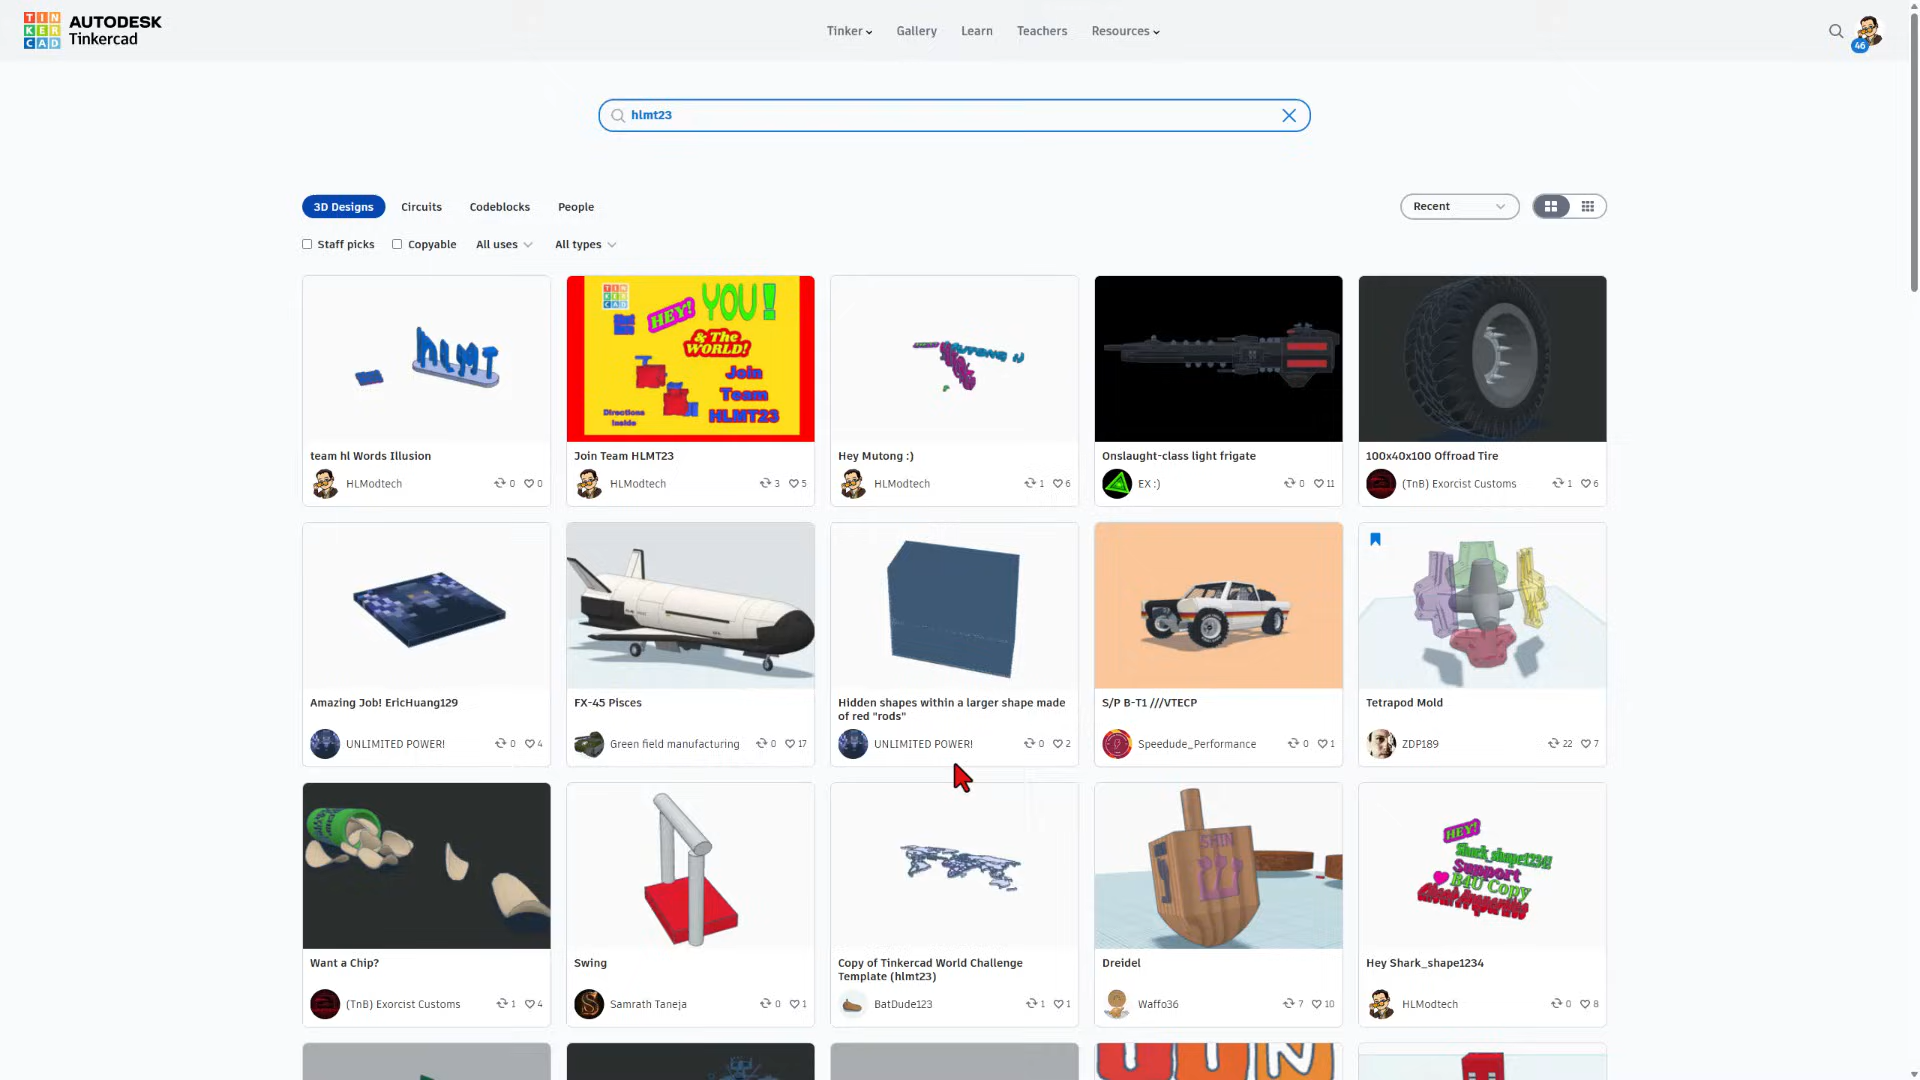 TIN
KER
CAD
AUTODESK
Tinkercad
Tinker
Gallery
Learn
Teachers
Resources
46
hlmt23
3D Designs
Circuits
Codeblocks
People
Recent
Staff picks
Copyable
All uses
All types
hlmt
HEY! YOU!
& The
WORLD!
Join
Team
HLMT23
Directions
Inside
team hl Words Illusion
HLModtech
0
0
Join Team HLMT23
HLModtech
3
5
Hey Mutong :)
HLModtech
1
6
Onslaught-class light frigate
EX :)
0
11
100x40x100 Offroad Tire
(TnB) Exorcist Customs
1
6
Amazing Job! EricHuang129
UNLIMITED POWER!
0
4
FX-45 Pisces
Green field manufacturing
0
17
Hidden shapes within a larger shape made
of red "rods"
UNLIMITED POWER!
0
2
S/P B-T1 ///VTECP
Speedude_Performance
0
1
Tetrapod Mold
ZDP189
22
7
SHIN
ש
HEY!
Shark_shape1234!
Support
B4U Copy
Want a Chip?
(TnB) Exorcist Customs
1
4
Swing
Samrath Taneja
0
1
Copy of Tinkercad World Challenge
Template (hlmt23)
BatDude123
1
1
Dreidel
Waffo36
7
10
Hey Shark_shape1234
HLModtech
0
8